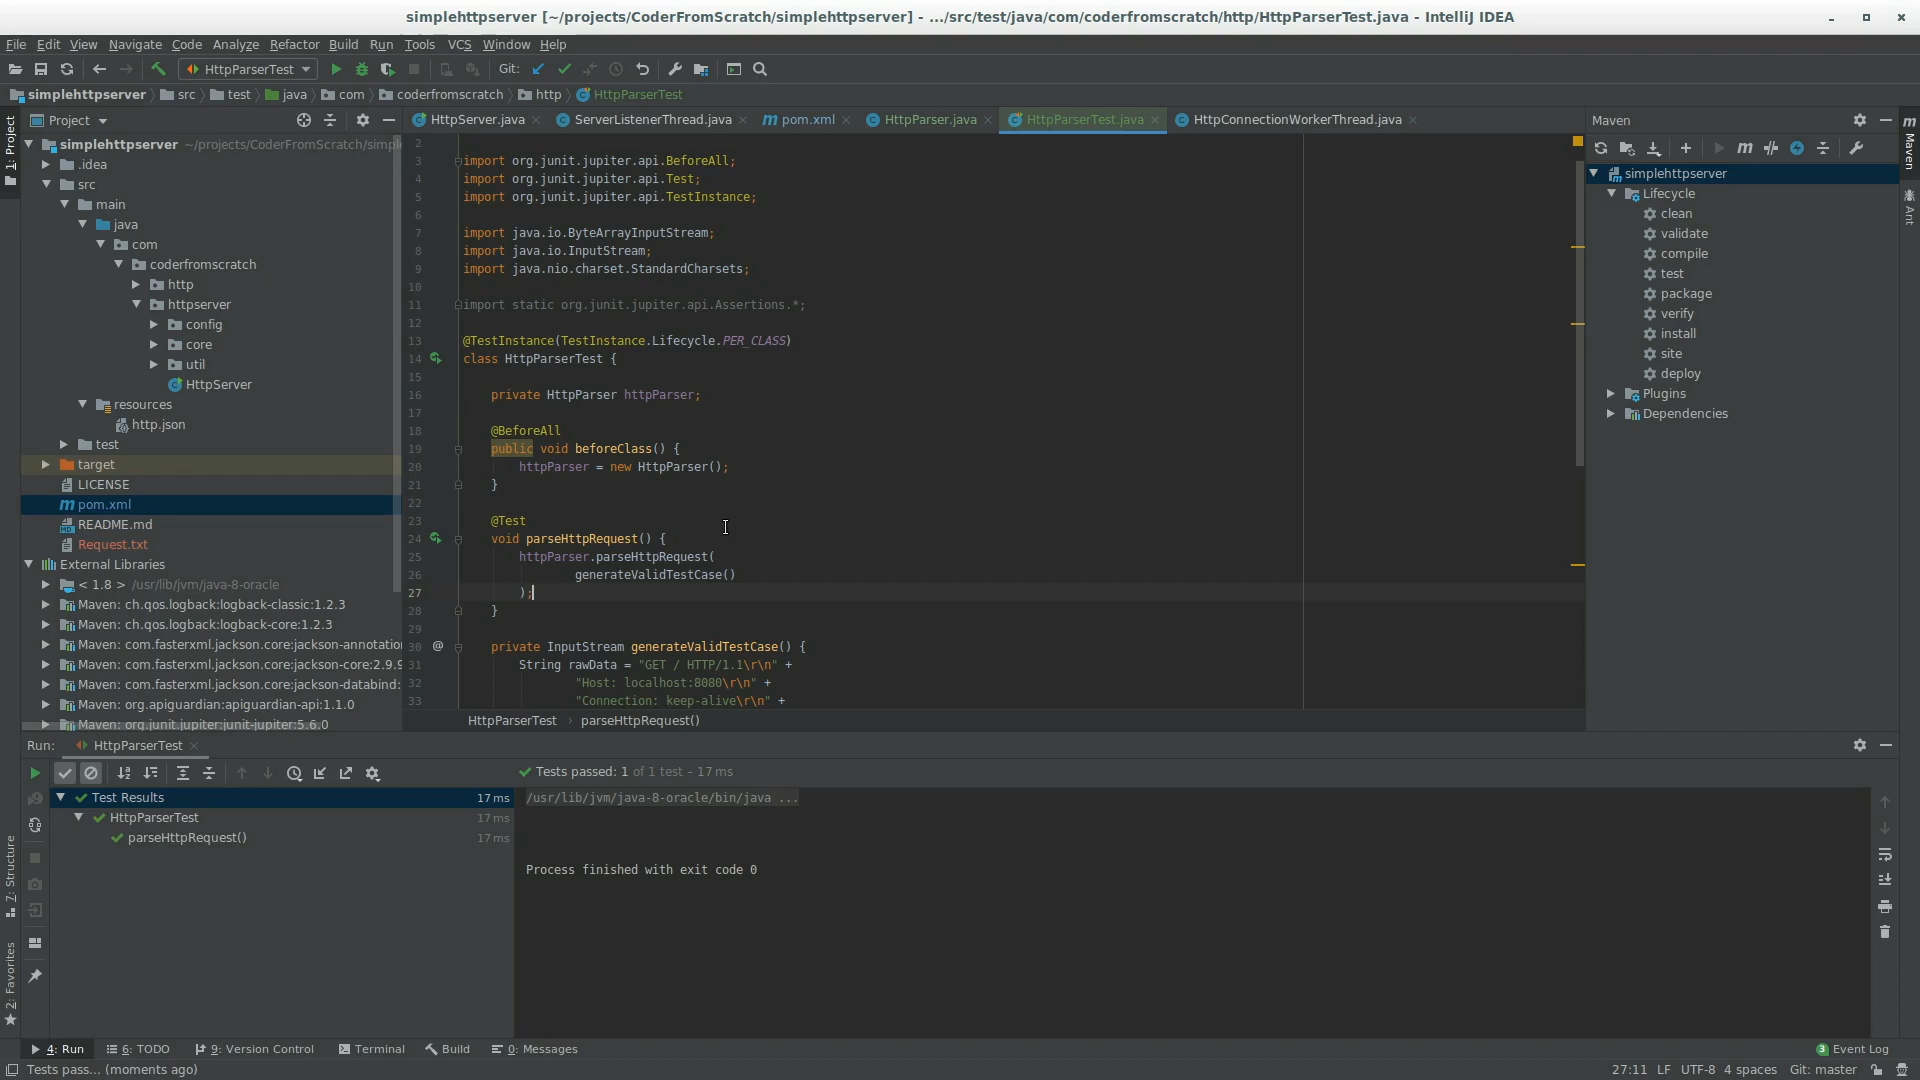 simplehttpserver [~/projects/CoderFromScratch/simplehttpserver] - .../src/test/java/com/coderfromscratch/http/HttpParserTest.java - IntelliJ IDEA
File Edit View Navigate Code Analyze Refactor Build Run Tools VCS Window Help
HttpParserTest Git:
simplehttpserver src test java com coderfromscratch http HttpParserTest
1: Project
Project
simplehttpserver ~/projects/CoderFromScratch/simpl
.idea
src
main
java
com
coderfromscratch
http
httpserver
config
core
util
HttpServer
resources
http.json
test
target
LICENSE
pom.xml
README.md
Request.txt
External Libraries
< 1.8 > /usr/lib/jvm/java-8-oracle
Maven: ch.qos.logback:logback-classic:1.2.3
Maven: ch.qos.logback:logback-core:1.2.3
Maven: com.fasterxml.jackson.core:jackson-annotatio
Maven: com.fasterxml.jackson.core:jackson-core:2.9.9
Maven: com.fasterxml.jackson.core:jackson-databind:
Maven: org.apiguardian:apiguardian-api:1.1.0
Maven: org.junit.jupiter:junit-jupiter:5.6.0
HttpServer.java ServerListenerThread.java pom.xml HttpParser.java HttpParserTest.java HttpConnectionWorkerThread.java
2
3 import org.junit.jupiter.api.BeforeAll;
4 import org.junit.jupiter.api.Test;
5 import org.junit.jupiter.api.TestInstance;
6
7 import java.io.ByteArrayInputStream;
8 import java.io.InputStream;
9 import java.nio.charset.StandardCharsets;
10
11 import static org.junit.jupiter.api.Assertions.*;
12
13 @TestInstance(TestInstance.Lifecycle.PER_CLASS)
14 class HttpParserTest {
15
16 private HttpParser httpParser;
17
18 @BeforeAll
19 public void beforeClass() {
20 httpParser = new HttpParser();
21 }
22
23 @Test
24 void parseHttpRequest() {
25 httpParser.parseHttpRequest(
26 generateValidTestCase()
27 );
28 }
29
30 @ private InputStream generateValidTestCase() {
31 String rawData = "GET / HTTP/1.1\r\n" +
32 "Host: localhost:8080\r\n" +
33 "Connection: keep-alive\r\n" +
HttpParserTest › parseHttpRequest()
Maven
simplehttpserver
Lifecycle
clean
validate
compile
test
package
verify
install
site
deploy
Plugins
Dependencies
Maven
Ant
Run: HttpParserTest
Tests passed: 1 of 1 test – 17 ms
Test Results 17 ms
HttpParserTest 17 ms
parseHttpRequest() 17 ms
/usr/lib/jvm/java-8-oracle/bin/java ...
Process finished with exit code 0
7: Structure
2: Favorites
4: Run 6: TODO 9: Version Control Terminal Build 0: Messages 3 Event Log
Tests pass... (moments ago) 27:11 LF UTF-8 4 spaces Git: master